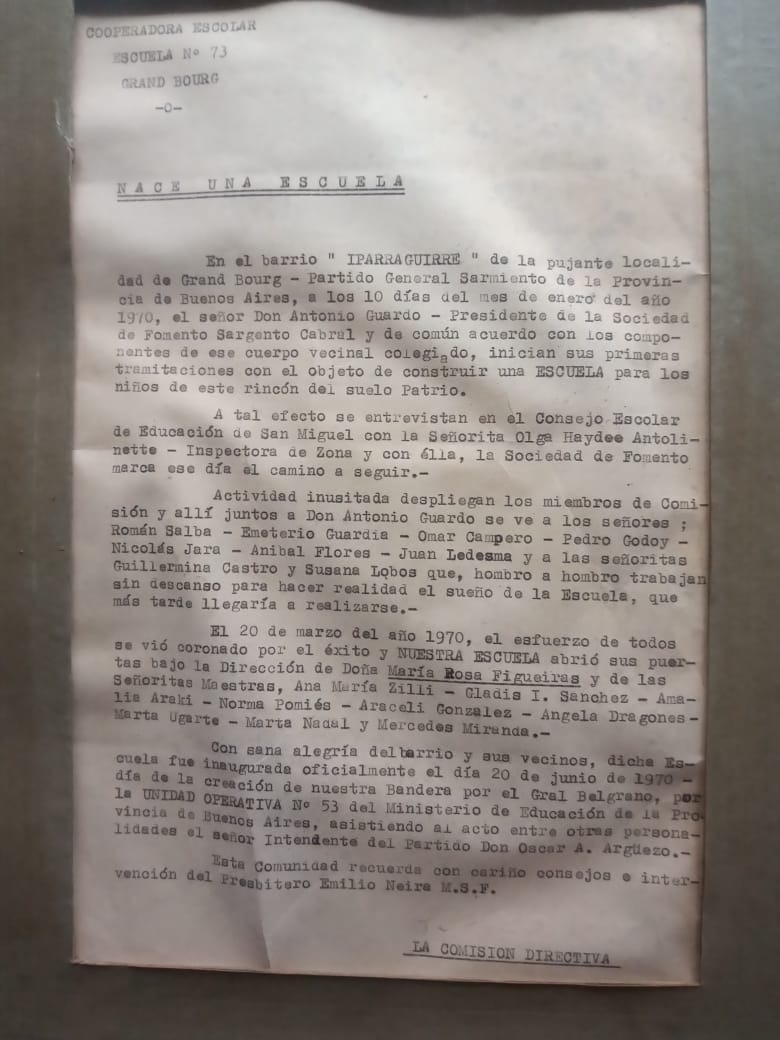 COOPERADORA ESCOLAR
ESCUELA Nº 73
GRAND BOURG
-o-
NACE UNA ESCUELA
En el barrio " IPARRAGUIRRE " de la pujante locali-
dad de Grand Bourg - Partido General Sarmiento de la Provin-
cia de Buenos Aires, a los 10 días del mes de enero del año
1970, el señor Don Antonio Guardo - Presidente de la Sociedad
de Fomento Sargento Cabral y de común acuerdo con los compo-
nentes de ese cuerpo vecinal colegiado, inician sus primeras
tramitaciones con el objeto de construir una ESCUELA para los
niños de este rincón del suelo Patrio.
A tal efecto se entrevistan en el Consejo Escolar
de Educación de San Miguel con la Señorita Olga Haydee Antoli-
nette - Inspectora de Zona y con élla, la Sociedad de Fomento
marca ese día el camino a seguir.-
Actividad inusitada despliegan los miembros de Comi-
sión y allí juntos a Don Antonio Guardo se ve a los señores ;
Román Salba - Emeterio Guardia - Omar Campero - Pedro Godoy -
Nicolás Jara - Anibal Flores - Juan Ledesma y a las señoritas
Guillermina Castro y Susana Lobos que, hombro a hombro trabajan
sin descanso para hacer realidad el sueño de la Escuela, que
más tarde llegaría a realizarse.-
El 20 de marzo del año 1970, el esfuerzo de todos
se vió coronado por el éxito y NUESTRA ESCUELA abrió sus puer-
tas bajo la Dirección de Doña María Rosa Figueiras y de las
Señoritas Maestras, Ana María Zilli - Gladis I. Sanchez - Ama-
lia Araki - Norma Pomiés - Araceli Gonzalez - Angela Dragones-
Marta Ugarte - Marta Nadal y Mercedes Miranda.-
Con sana alegría delbarrio y sus vecinos, dicha Es-
cuela fue inaugurada oficialmente el día 20 de junio de 1970 -
día de la creación de nuestra Bandera por el Gral Belgrano, por
la UNIDAD OPERATIVA Nº 53 del Ministerio de Educación de la Pro-
vincia de Buenos Aires, asistiendo al acto entre otras persona-
lidades el señor Intendente del Partido Don Oscar A. Argüezo.-
Esta Comunidad recuerda con cariño consejos e inter-
vención del Presbitero Emilio Neira M.S.F.
LA COMISION DIRECTIVA